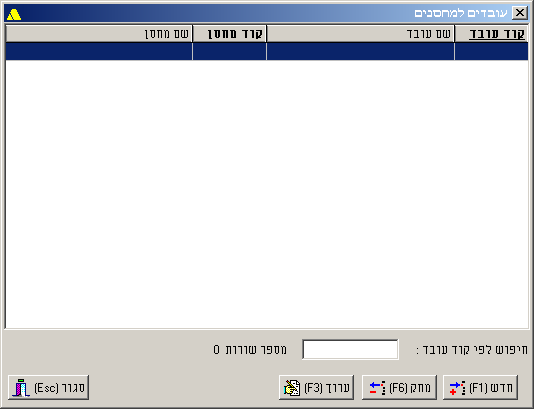 עובדים למחסנים
קוד עובד שם עובד קוד מחסן שם מחסן
חיפוש לפי קוד עובד : מספר שורות 0
חדש (F1) מחק (F6) ערוך (F3) סגור (Esc)